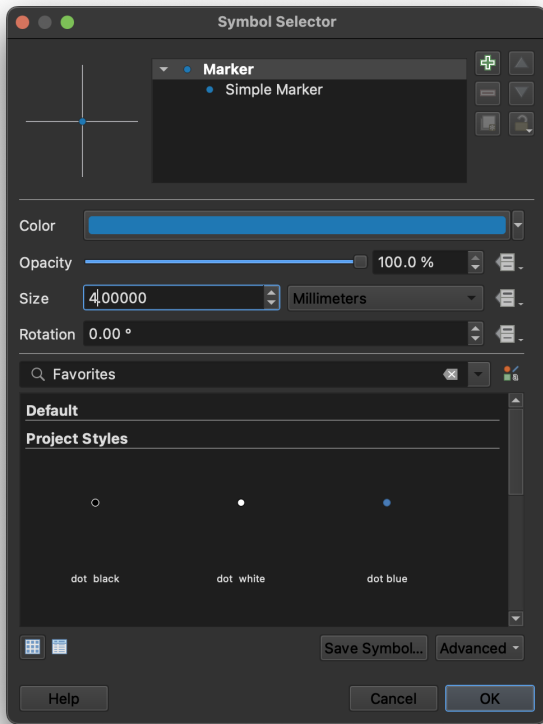 Symbol Selector
Marker
Simple Marker
Color
Opacity 100.0 %
Size 4.00000 Millimeters
Rotation 0.00 °
Favorites
Default
Project Styles
dot black dot white dot blue
Save Symbol... Advanced
Help Cancel OK